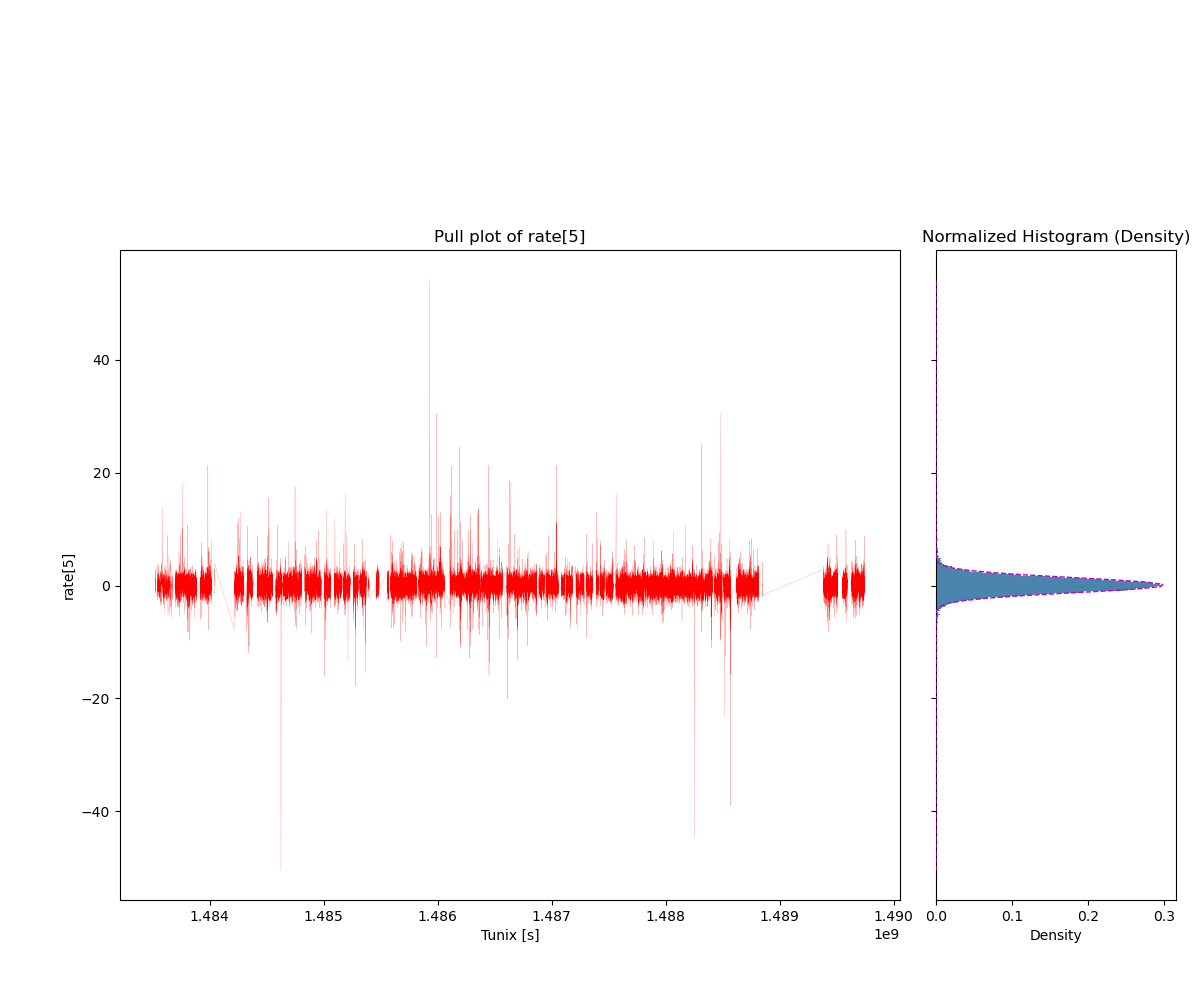 Pull plot of rate[5]
Normalized Histogram (Density)
rate[5]
40
20
0
−20
−40
1.484 1.485 1.486 1.487 1.488 1.489 1.490
1e9
Tunix [s]
0.0 0.1 0.2 0.3
Density